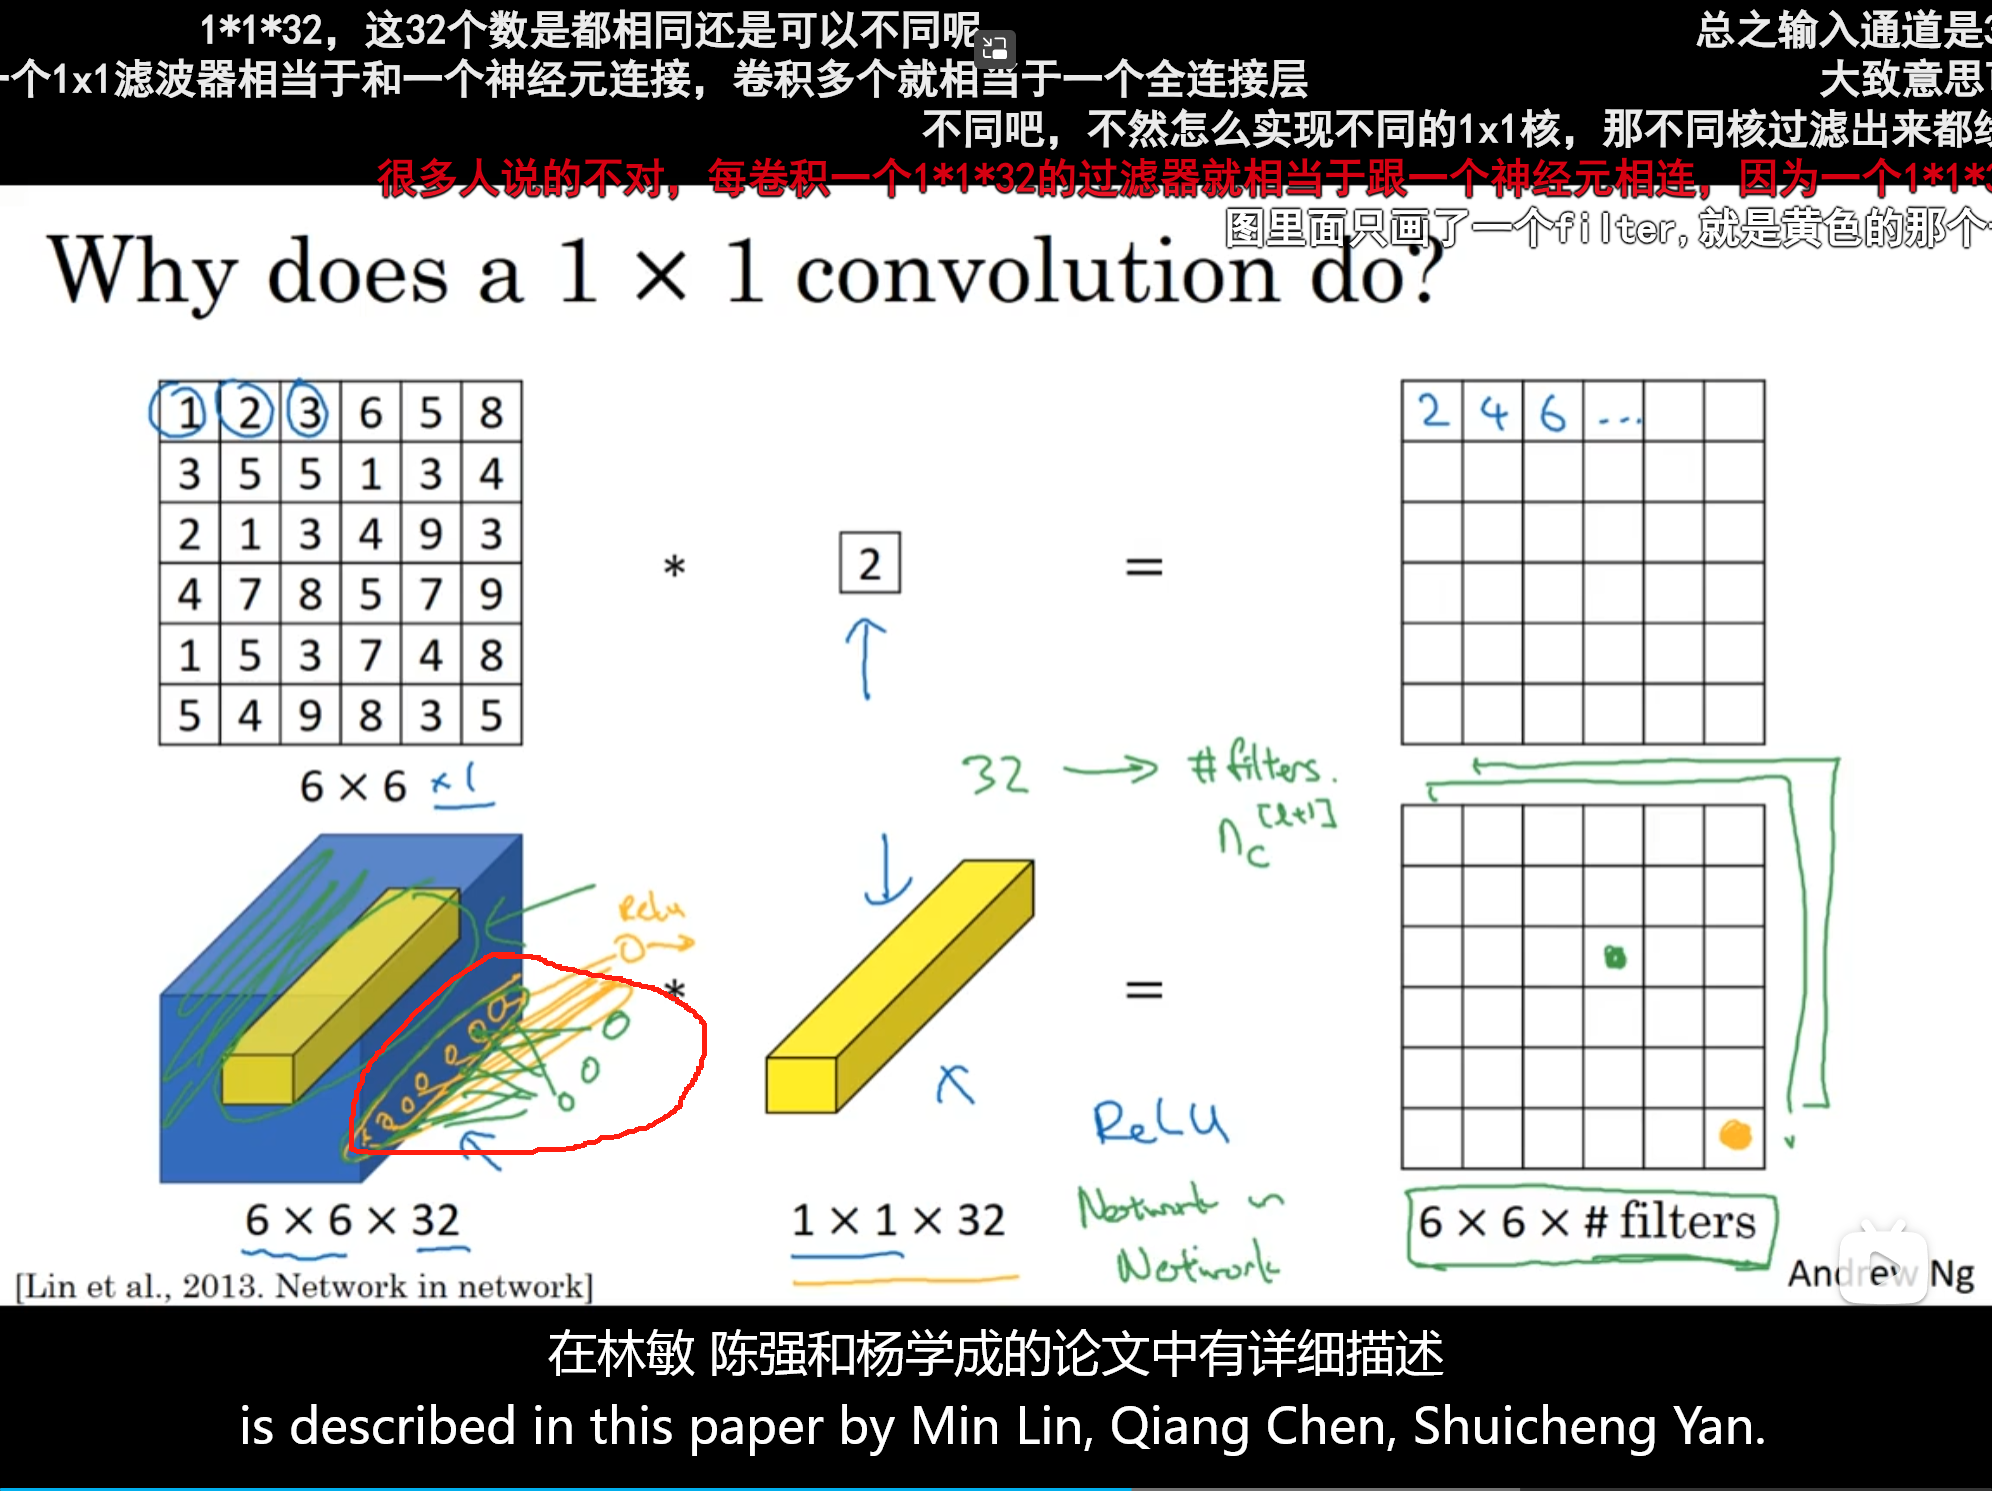 1*1*32，这32个数是都相同还是可以不同呢
总之输入通道是3
一个1x1滤波器相当于和一个神经元连接，卷积多个就相当于一个全连接层
大致意思
不同吧，不然怎么实现不同的1x1核，那不同核过滤出来都
很多人说的不对，每卷积一个1*1*32的过滤器就相当于跟一个神经元相连，因为一个1*1*3
图里面只画了一个filter,就是黄色的那个
Why does a 1 × 1 convolution do?
1 2 3 6 5 8
3 5 5 1 3 4
2 1 3 4 9 3
4 7 8 5 7 9
1 5 3 7 4 8
5 4 9 8 3 5
6 × 6 × 1
*
2
=
2 4 6 ...
32 → # filters.
n_c^[l+1]
ReLU
*
=
ReLU
Network in
Network
6 × 6 × 32
1 × 1 × 32
6 × 6 × # filters
[Lin et al., 2013. Network in network]
Andrew Ng
在林敏 陈强和杨学成的论文中有详细描述
is described in this paper by Min Lin, Qiang Chen, Shuicheng Yan.